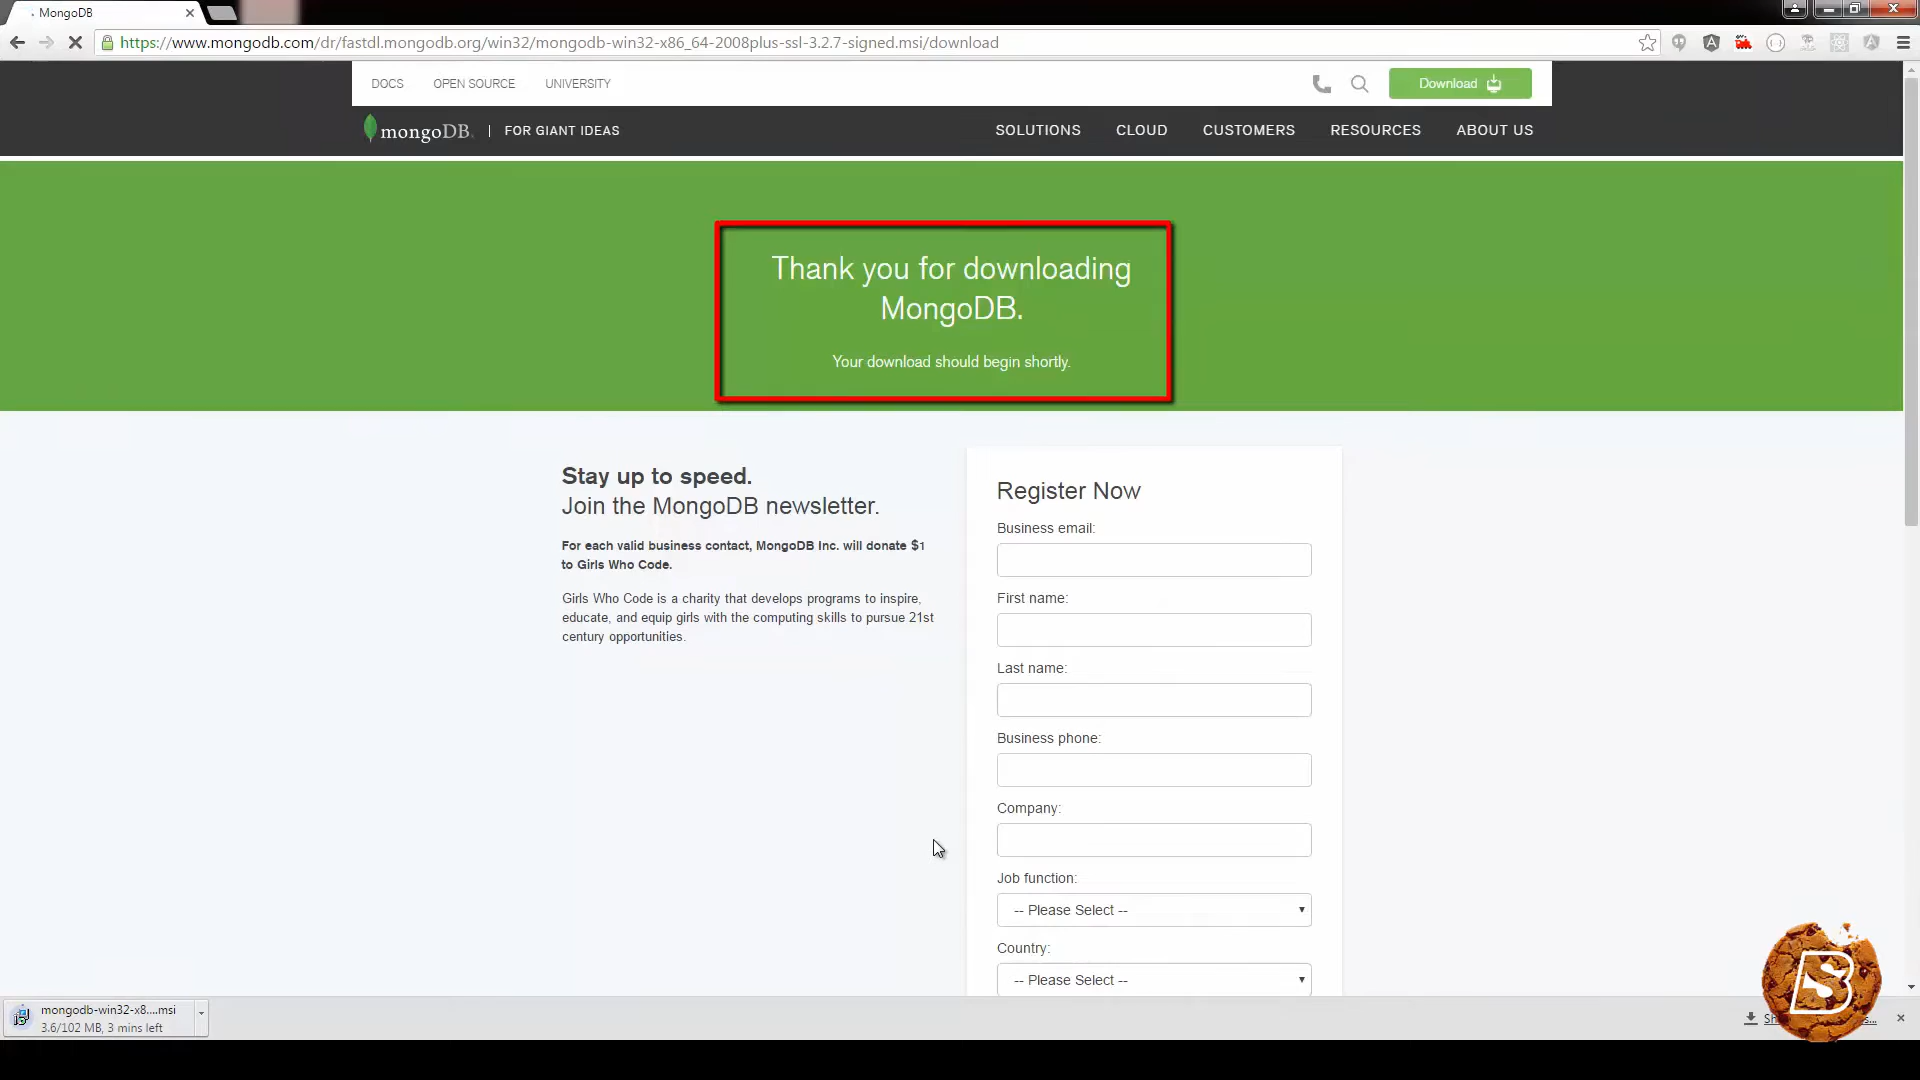 MongoDB
https://www.mongodb.com/dr/fastdl.mongodb.org/win32/mongodb-win32-x86_64-2008plus-ssl-3.2.7-signed.msi/download
DOCS OPEN SOURCE UNIVERSITY
Download
mongoDB. | FOR GIANT IDEAS
SOLUTIONS CLOUD CUSTOMERS RESOURCES ABOUT US
Thank you for downloading
MongoDB.
Your download should begin shortly.
Stay up to speed.
Join the MongoDB newsletter.
For each valid business contact, MongoDB Inc. will donate $1
to Girls Who Code.
Girls Who Code is a charity that develops programs to inspire,
educate, and equip girls with the computing skills to pursue 21st
century opportunities.
Register Now
Business email:
First name:
Last name:
Business phone:
Company:
Job function:
-- Please Select --
Country:
-- Please Select --
mongodb-win32-x8....msi
3.6/102 MB, 3 mins left